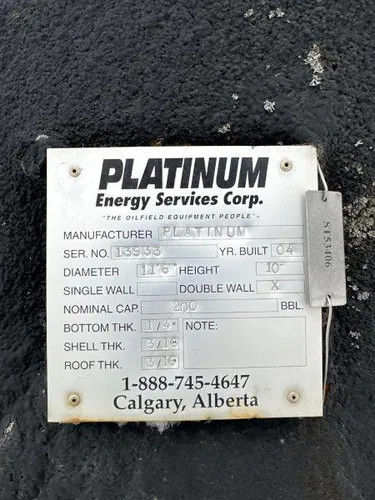 PLATINUM
Energy Services Corp.
"THE OILFIELD EQUIPMENT PEOPLE"™
MANUFACTURER PLATINUM
SER. NO. 13933 YR. BUILT 04
DIAMETER 11'6" HEIGHT 10'
SINGLE WALL DOUBLE WALL X
NOMINAL CAP. 200 BBL.
BOTTOM THK. 1/4" NOTE:
SHELL THK. 3/16
ROOF THK. 3/16
1-888-745-4647
Calgary, Alberta
ST53406